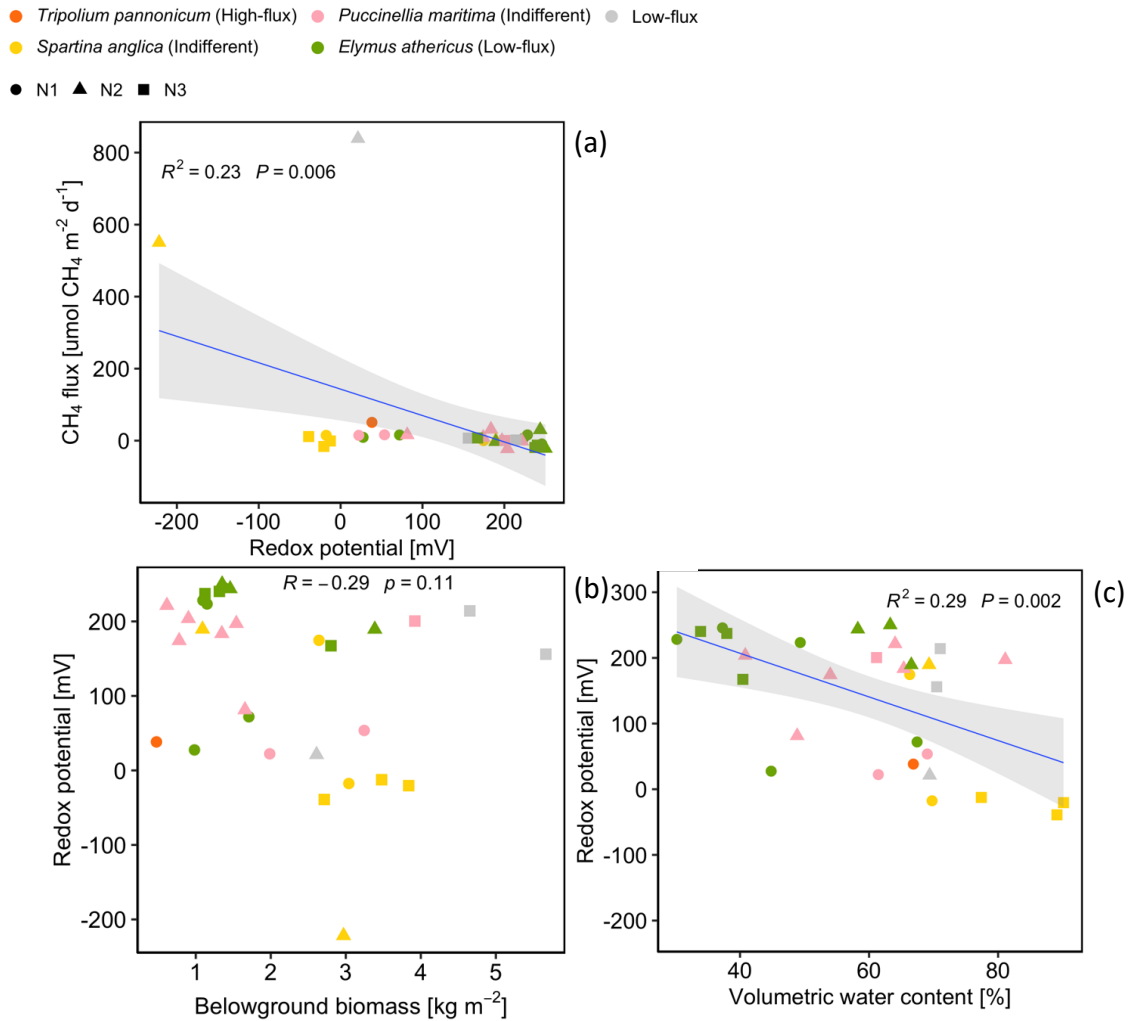 Tripolium pannonicum (High-flux) Puccinellia maritima (Indifferent) Low-flux
Spartina anglica (Indifferent) Elymus athericus (Low-flux)
N1 N2 N3
(a)
R² = 0.23 P = 0.006
CH₄ flux [umol CH₄ m⁻² d⁻¹]
800
600
400
200
0
-200 -100 0 100 200
Redox potential [mV]
(b)
R = −0.29 p = 0.11
Redox potential [mV]
200
100
0
-100
-200
1 2 3 4 5
Belowground biomass [kg m⁻²]
(c)
R² = 0.29 P = 0.002
Redox potential [mV]
300
200
100
0
-100
-200
40 60 80
Volumetric water content [%]